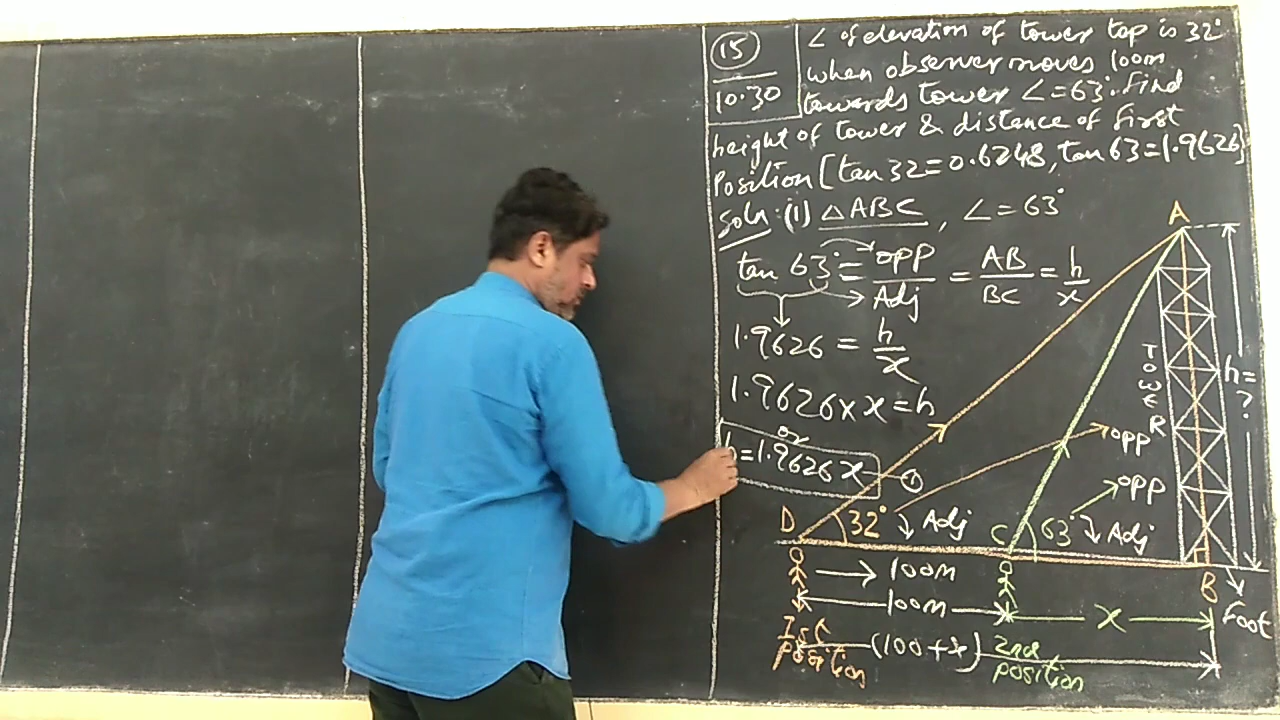 15
10.30
∠ of elevation of tower top is 32°
when observer moves 100m
towards tower ∠=63°. Find
height of tower & distance of first
Position [tan 32=0.6248, tan 63=1.9626}
Soln: (1) △ABC, ∠=63°
tan 63° = opp/Adj = AB/BC = h/x
1.9626 = h/x
1.9626 x x = h
or
h=1.9626 x — 1
A
TOWER
h=?
opp
opp
D 32° Adj C 63° Adj
B
100m
100m x Foot
Ist position (100+x) 2nd position